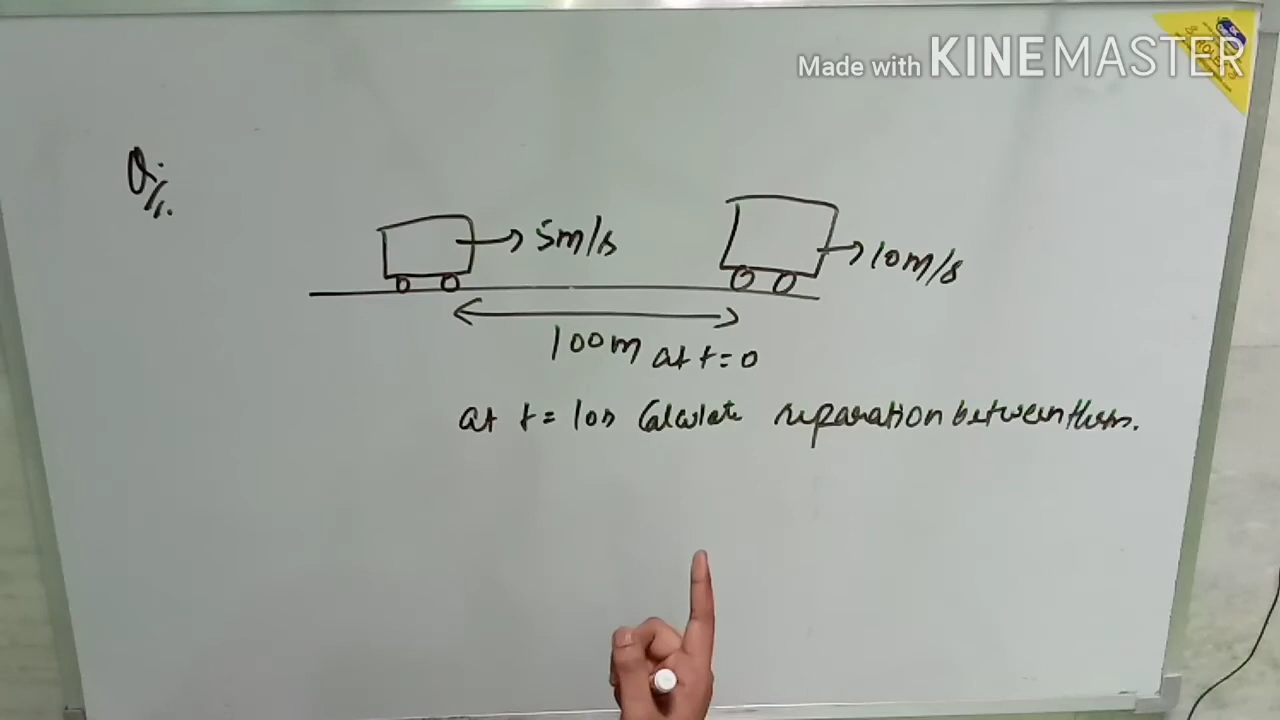 Made with KINEMASTER
Q:
5m/s
10m/s
100m at t=0
at t = 10s Calculate separation between them.